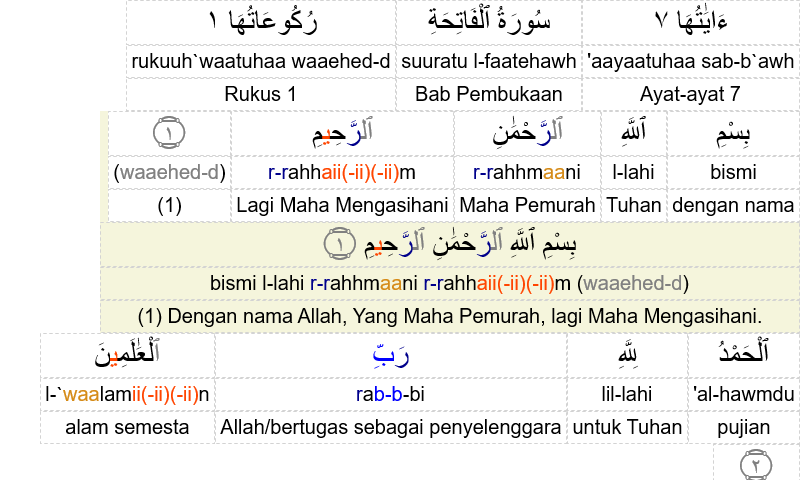 ءَايَٰتُهَا ٧ سُورَةُ ٱلْفَاتِحَةِ رُكُوعَاتُهَا ١
rukuuh`waatuhaa waaehed-d suuratu l-faatehawh 'aayaatuhaa sab-b`awh
Rukus 1 Bab Pembukaan Ayat-ayat 7
بِسْمِ ٱللَّهِ ٱلرَّحْمَٰنِ ٱلرَّحِيمِ ١
(waaehed-d) r-rahhaii(-ii)(-ii)m r-rahhmaani l-lahi bismi
(1) Lagi Maha Mengasihani Maha Pemurah Tuhan dengan nama
بِسْمِ ٱللَّهِ ٱلرَّحْمَٰنِ ٱلرَّحِيمِ ١
bismi l-lahi r-rahhmaani r-rahhaii(-ii)(-ii)m (waaehed-d)
(1) Dengan nama Allah, Yang Maha Pemurah, lagi Maha Mengasihani.
ٱلْحَمْدُ لِلَّهِ رَبِّ ٱلْعَٰلَمِينَ
l-`waalamii(-ii)(-ii)n rab-b-bi lil-lahi 'al-hawmdu
alam semesta Allah/bertugas sebagai penyelenggara untuk Tuhan pujian
٢